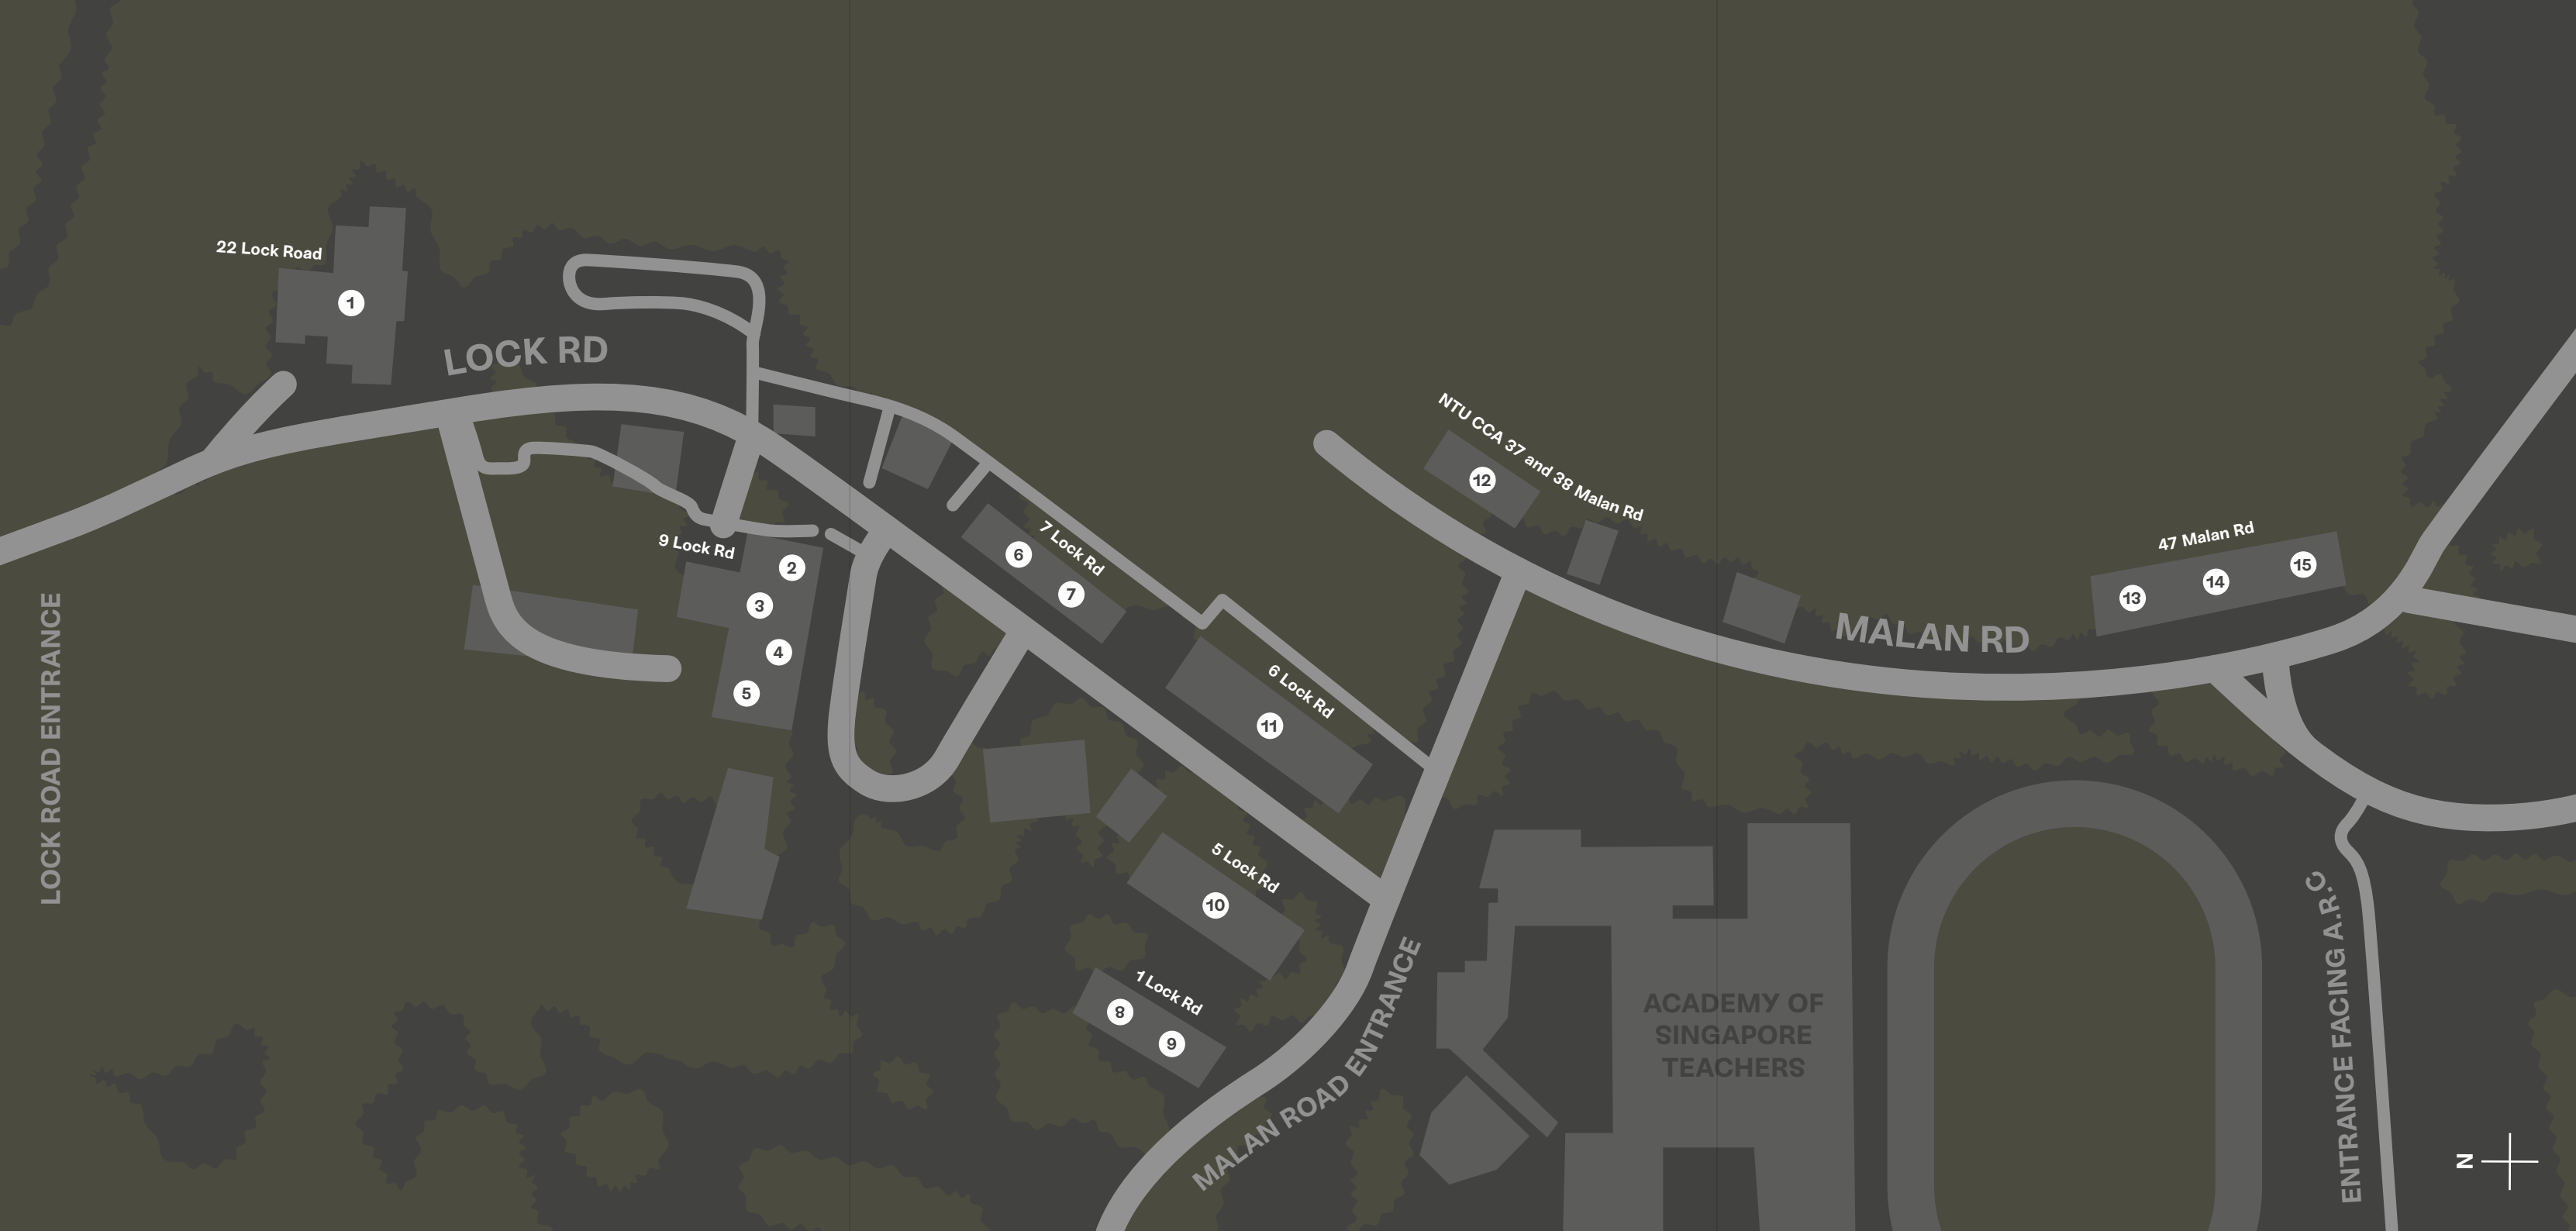 22 Lock Road
1
LOCK RD
LOCK ROAD ENTRANCE
9 Lock Rd
2
3
4
5
7 Lock Rd
6
7
6 Lock Rd
11
5 Lock Rd
10
1 Lock Rd
8
9
NTU CCA 37 and 38 Malan Rd
12
MALAN RD
47 Malan Rd
13
14
15
MALAN ROAD ENTRANCE
ACADEMY OF
SINGAPORE
TEACHERS
ENTRANCE FACING A.R.C.
N